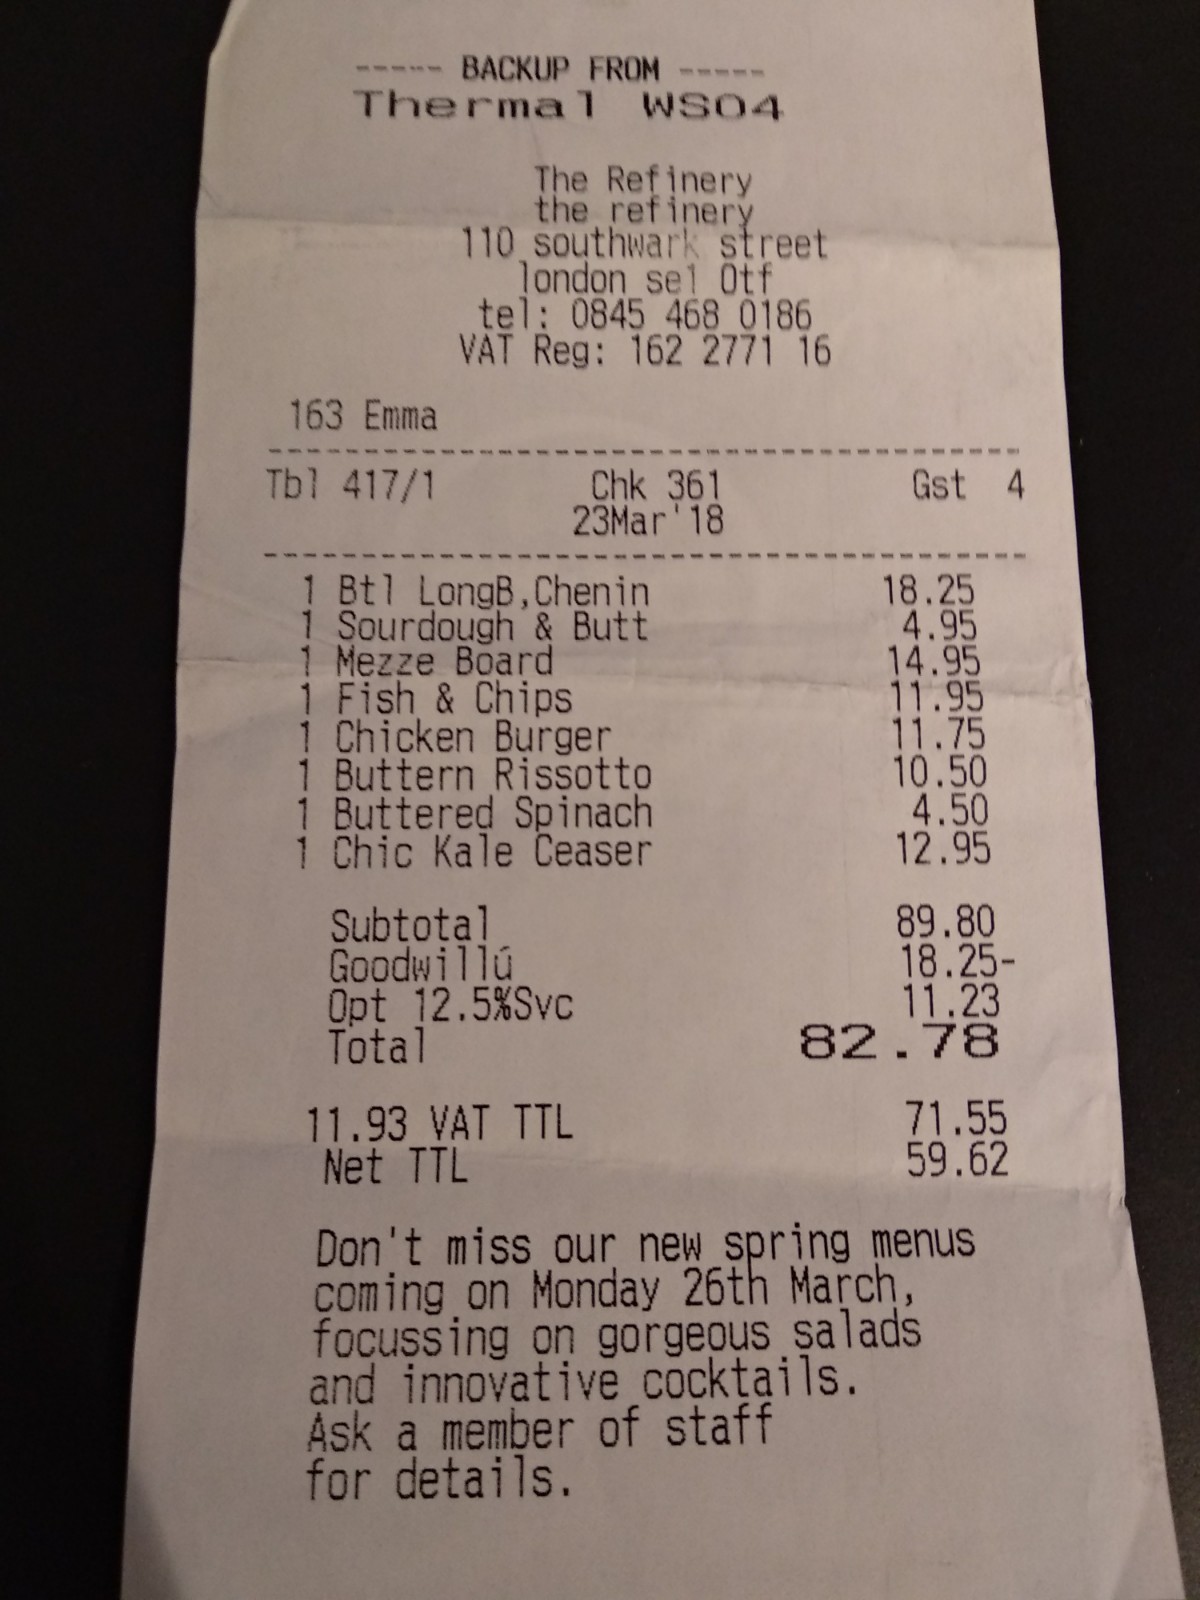 ----- BACKUP FROM -----
Thermal WS04
The Refinery
the refinery
110 southwark street
london se1 0tf
tel: 0845 468 0186
VAT Reg: 162 2771 16
163 Emma
Tbl 417/1 Chk 361 Gst 4
23Mar'18
1 Btl LongB,Chenin 18.25
1 Sourdough & Butt 4.95
1 Mezze Board 14.95
1 Fish & Chips 11.95
1 Chicken Burger 11.75
1 Buttern Rissotto 10.50
1 Buttered Spinach 4.50
1 Chic Kale Ceaser 12.95
Subtotal 89.80
Goodwillú 18.25-
Opt 12.5%Svc 11.23
Total 82.78
11.93 VAT TTL 71.55
Net TTL 59.62
Don't miss our new spring menus
coming on Monday 26th March,
focussing on gorgeous salads
and innovative cocktails.
Ask a member of staff
for details.